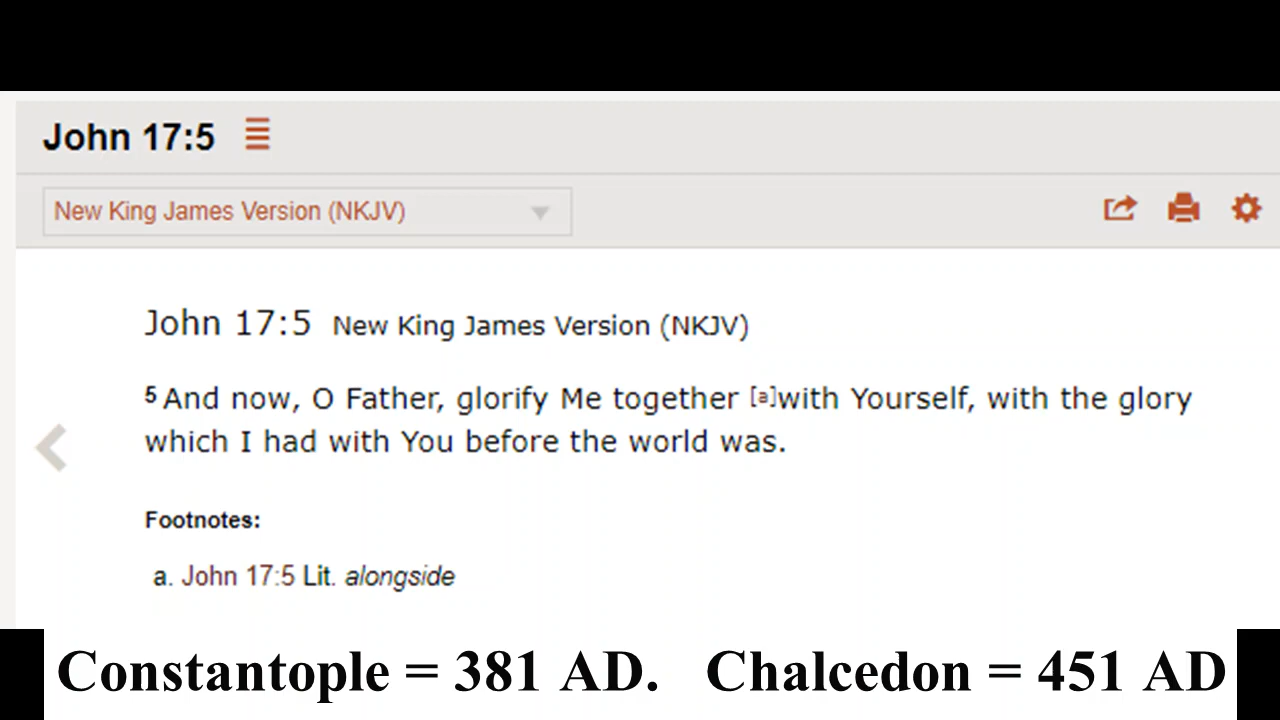 John 17:5
New King James Version (NKJV)
John 17:5 New King James Version (NKJV)
5 And now, O Father, glorify Me together [a]with Yourself, with the glory
which I had with You before the world was.
Footnotes:
a. John 17:5 Lit. alongside
Constantople = 381 AD. Chalcedon = 451 AD